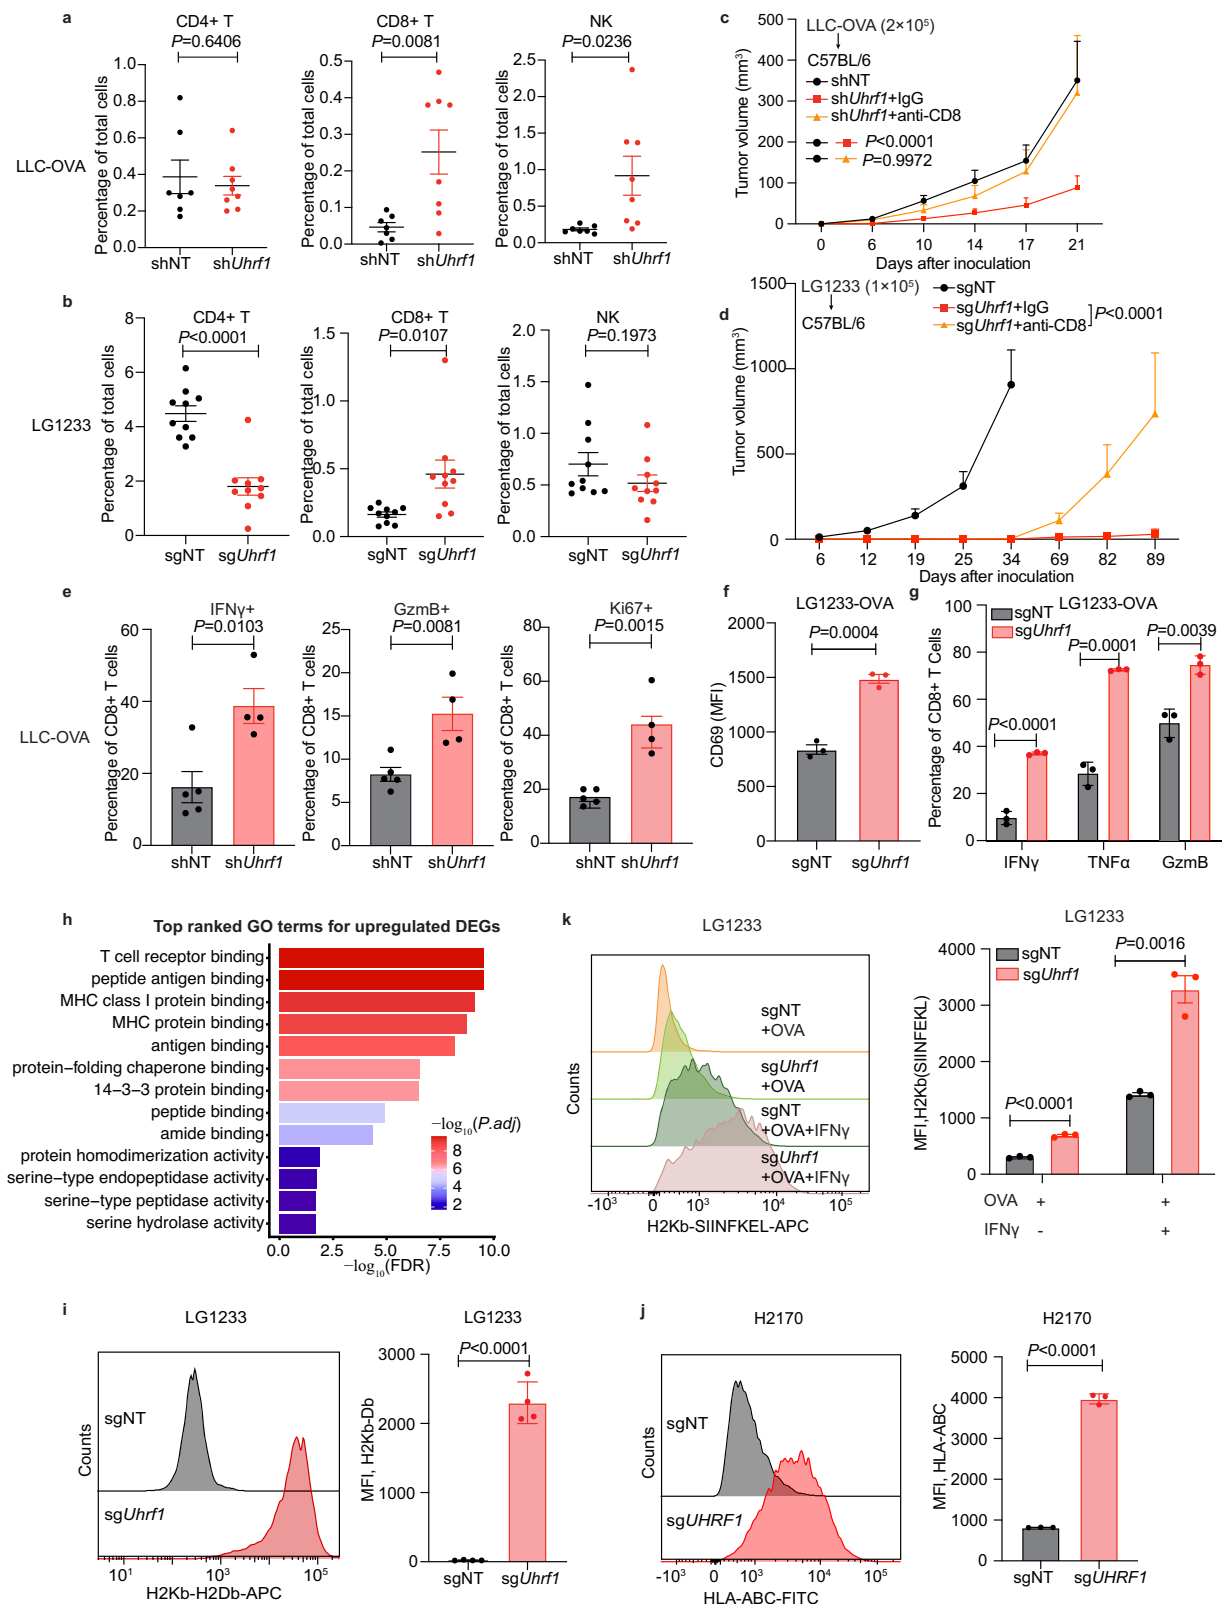 a
CD4+ T
P=0.6406
CD8+ T
P=0.0081
NK
P=0.0236
LLC-OVA
Percentage of total cells
1.0
0.8
0.6
0.4
0.2
0.0
shNT
shUhrf1
Percentage of total cells
0.5
0.4
0.3
0.2
0.1
0.0
shNT
shUhrf1
Percentage of total cells
2.5
2.0
1.5
1.0
0.5
0.0
shNT
shUhrf1
c
LLC-OVA (2×10⁵)
C57BL/6
shNT
shUhrf1+IgG
shUhrf1+anti-CD8
P<0.0001
P=0.9972
Tumor volume (mm³)
500
400
300
200
100
0
0 6 10 14 17 21
Days after inoculation
b
CD4+ T
P<0.0001
CD8+ T
P=0.0107
NK
P=0.1973
LG1233
Percentage of total cells
8
6
4
2
0
sgNT
sgUhrf1
Percentage of total cells
1.5
1.0
0.5
0.0
sgNT
sgUhrf1
Percentage of total cells
2.0
1.5
1.0
0.5
0.0
sgNT
sgUhrf1
d
LG1233 (1×10⁵)
C57BL/6
sgNT
sgUhrf1+IgG
sgUhrf1+anti-CD8
P<0.0001
Tumor volume (mm³)
1500
1000
500
0
6 12 19 25 34 69 82 89
Days after inoculation
e
IFNγ+
P=0.0103
GzmB+
P=0.0081
Ki67+
P=0.0015
LLC-OVA
Percentage of CD8+ T cells
60
40
20
0
shNT
shUhrf1
Percentage of CD8+ T cells
25
20
15
10
5
0
shNT
shUhrf1
Percentage of CD8+ T cells
80
60
40
20
0
shNT
shUhrf1
f
LG1233-OVA
P=0.0004
CD69 (MFI)
2000
1500
1000
500
0
sgNT
sgUhrf1
g
LG1233-OVA
sgNT
sgUhrf1
P<0.0001
P=0.0001
P=0.0039
Percentage of CD8+ T Cells
100
80
60
40
20
0
IFNγ
TNFα
GzmB
h
Top ranked GO terms for upregulated DEGs
T cell receptor binding
peptide antigen binding
MHC class I protein binding
MHC protein binding
antigen binding
protein−folding chaperone binding
14−3−3 protein binding
peptide binding
amide binding
protein homodimerization activity
serine−type endopeptidase activity
serine−type peptidase activity
serine hydrolase activity
−log₁₀(P.adj)
8
6
4
2
0.0 2.5 5.0 7.5 10.0
−log₁₀(FDR)
k
LG1233
Counts
sgNT
+OVA
sgUhrf1
+OVA
sgNT
+OVA+IFNγ
sgUhrf1
+OVA+IFNγ
-10³ 0 10³ 10⁴ 10⁵
H2Kb-SIINFKEL-APC
LG1233
sgNT
sgUhrf1
P=0.0016
P<0.0001
MFI,H2Kb(SIINFEKL)
4000
3000
2000
1000
0
OVA + +
IFNγ - +
i
LG1233
sgNT
sgUhrf1
Counts
10¹ 10³ 10⁵
H2Kb-H2Db-APC
LG1233
P<0.0001
MFI, H2Kb-Db
3000
2000
1000
0
sgNT
sgUhrf1
j
H2170
sgNT
sgUHRF1
Counts
-10³ 0 10³ 10⁴ 10⁵
HLA-ABC-FITC
H2170
P<0.0001
MFI, HLA-ABC
5000
4000
3000
2000
1000
0
sgNT
sgUHRF1